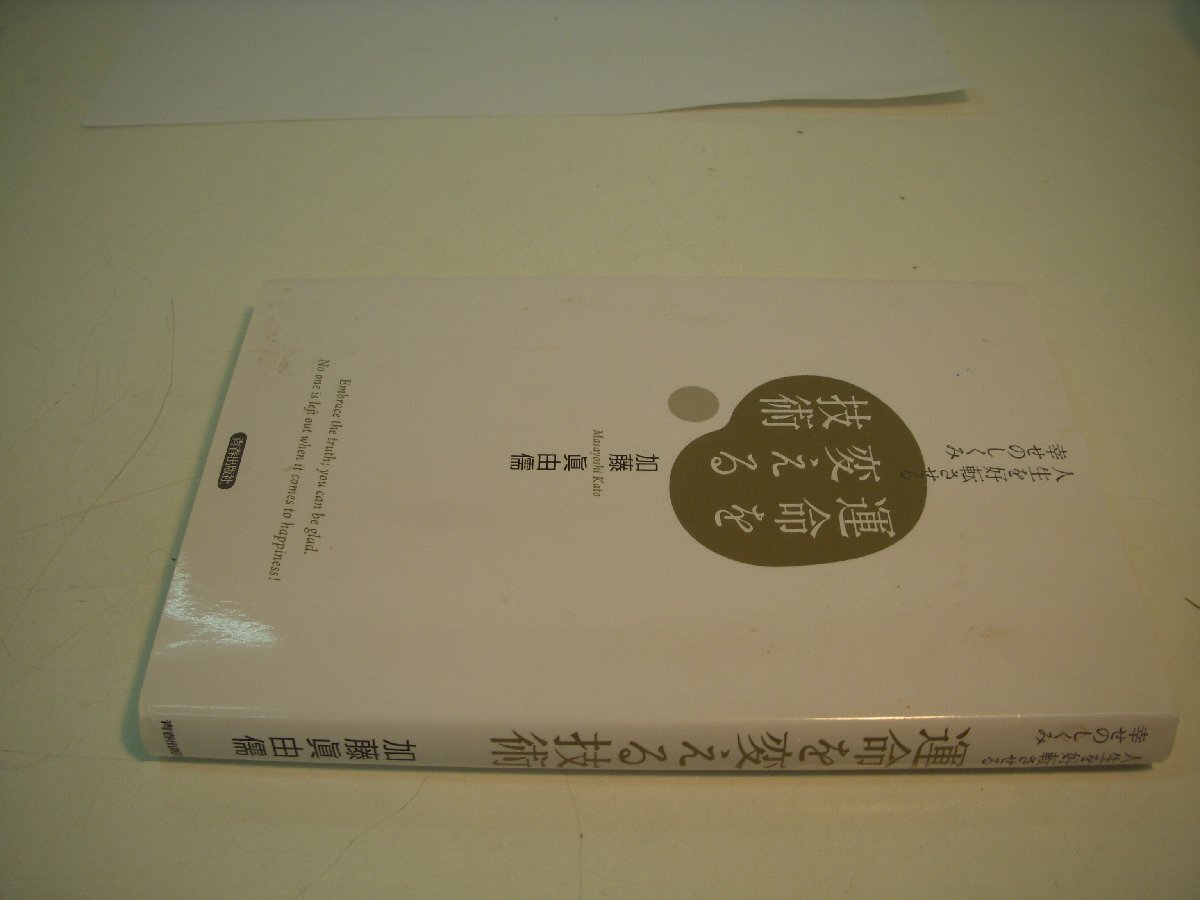 人生を好転させる
幸せのしくみ
運命を
変える
技術
Masayoshi Kato
加藤眞由儒
Embrace the truth; you can be glad.
No one is left out when it comes to happiness!
青春出版社
人生を好転させる
幸せのしくみ
運命を変える技術
加藤眞由儒
青春出版社